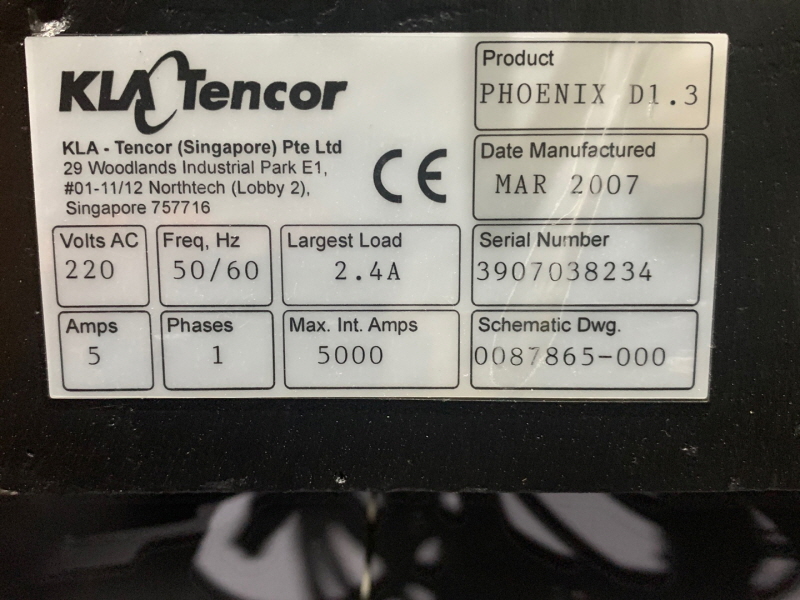 KLA Tencor
KLA - Tencor (Singapore) Pte Ltd
29 Woodlands Industrial Park E1,
#01-11/12 Northtech (Lobby 2),
Singapore 757716
CE
Product
PHOENIX D1.3
Date Manufactured
MAR 2007
Volts AC
220
Freq, Hz
50/60
Largest Load
2.4A
Serial Number
3907038234
Amps
5
Phases
1
Max. Int. Amps
5000
Schematic Dwg.
0087865-000